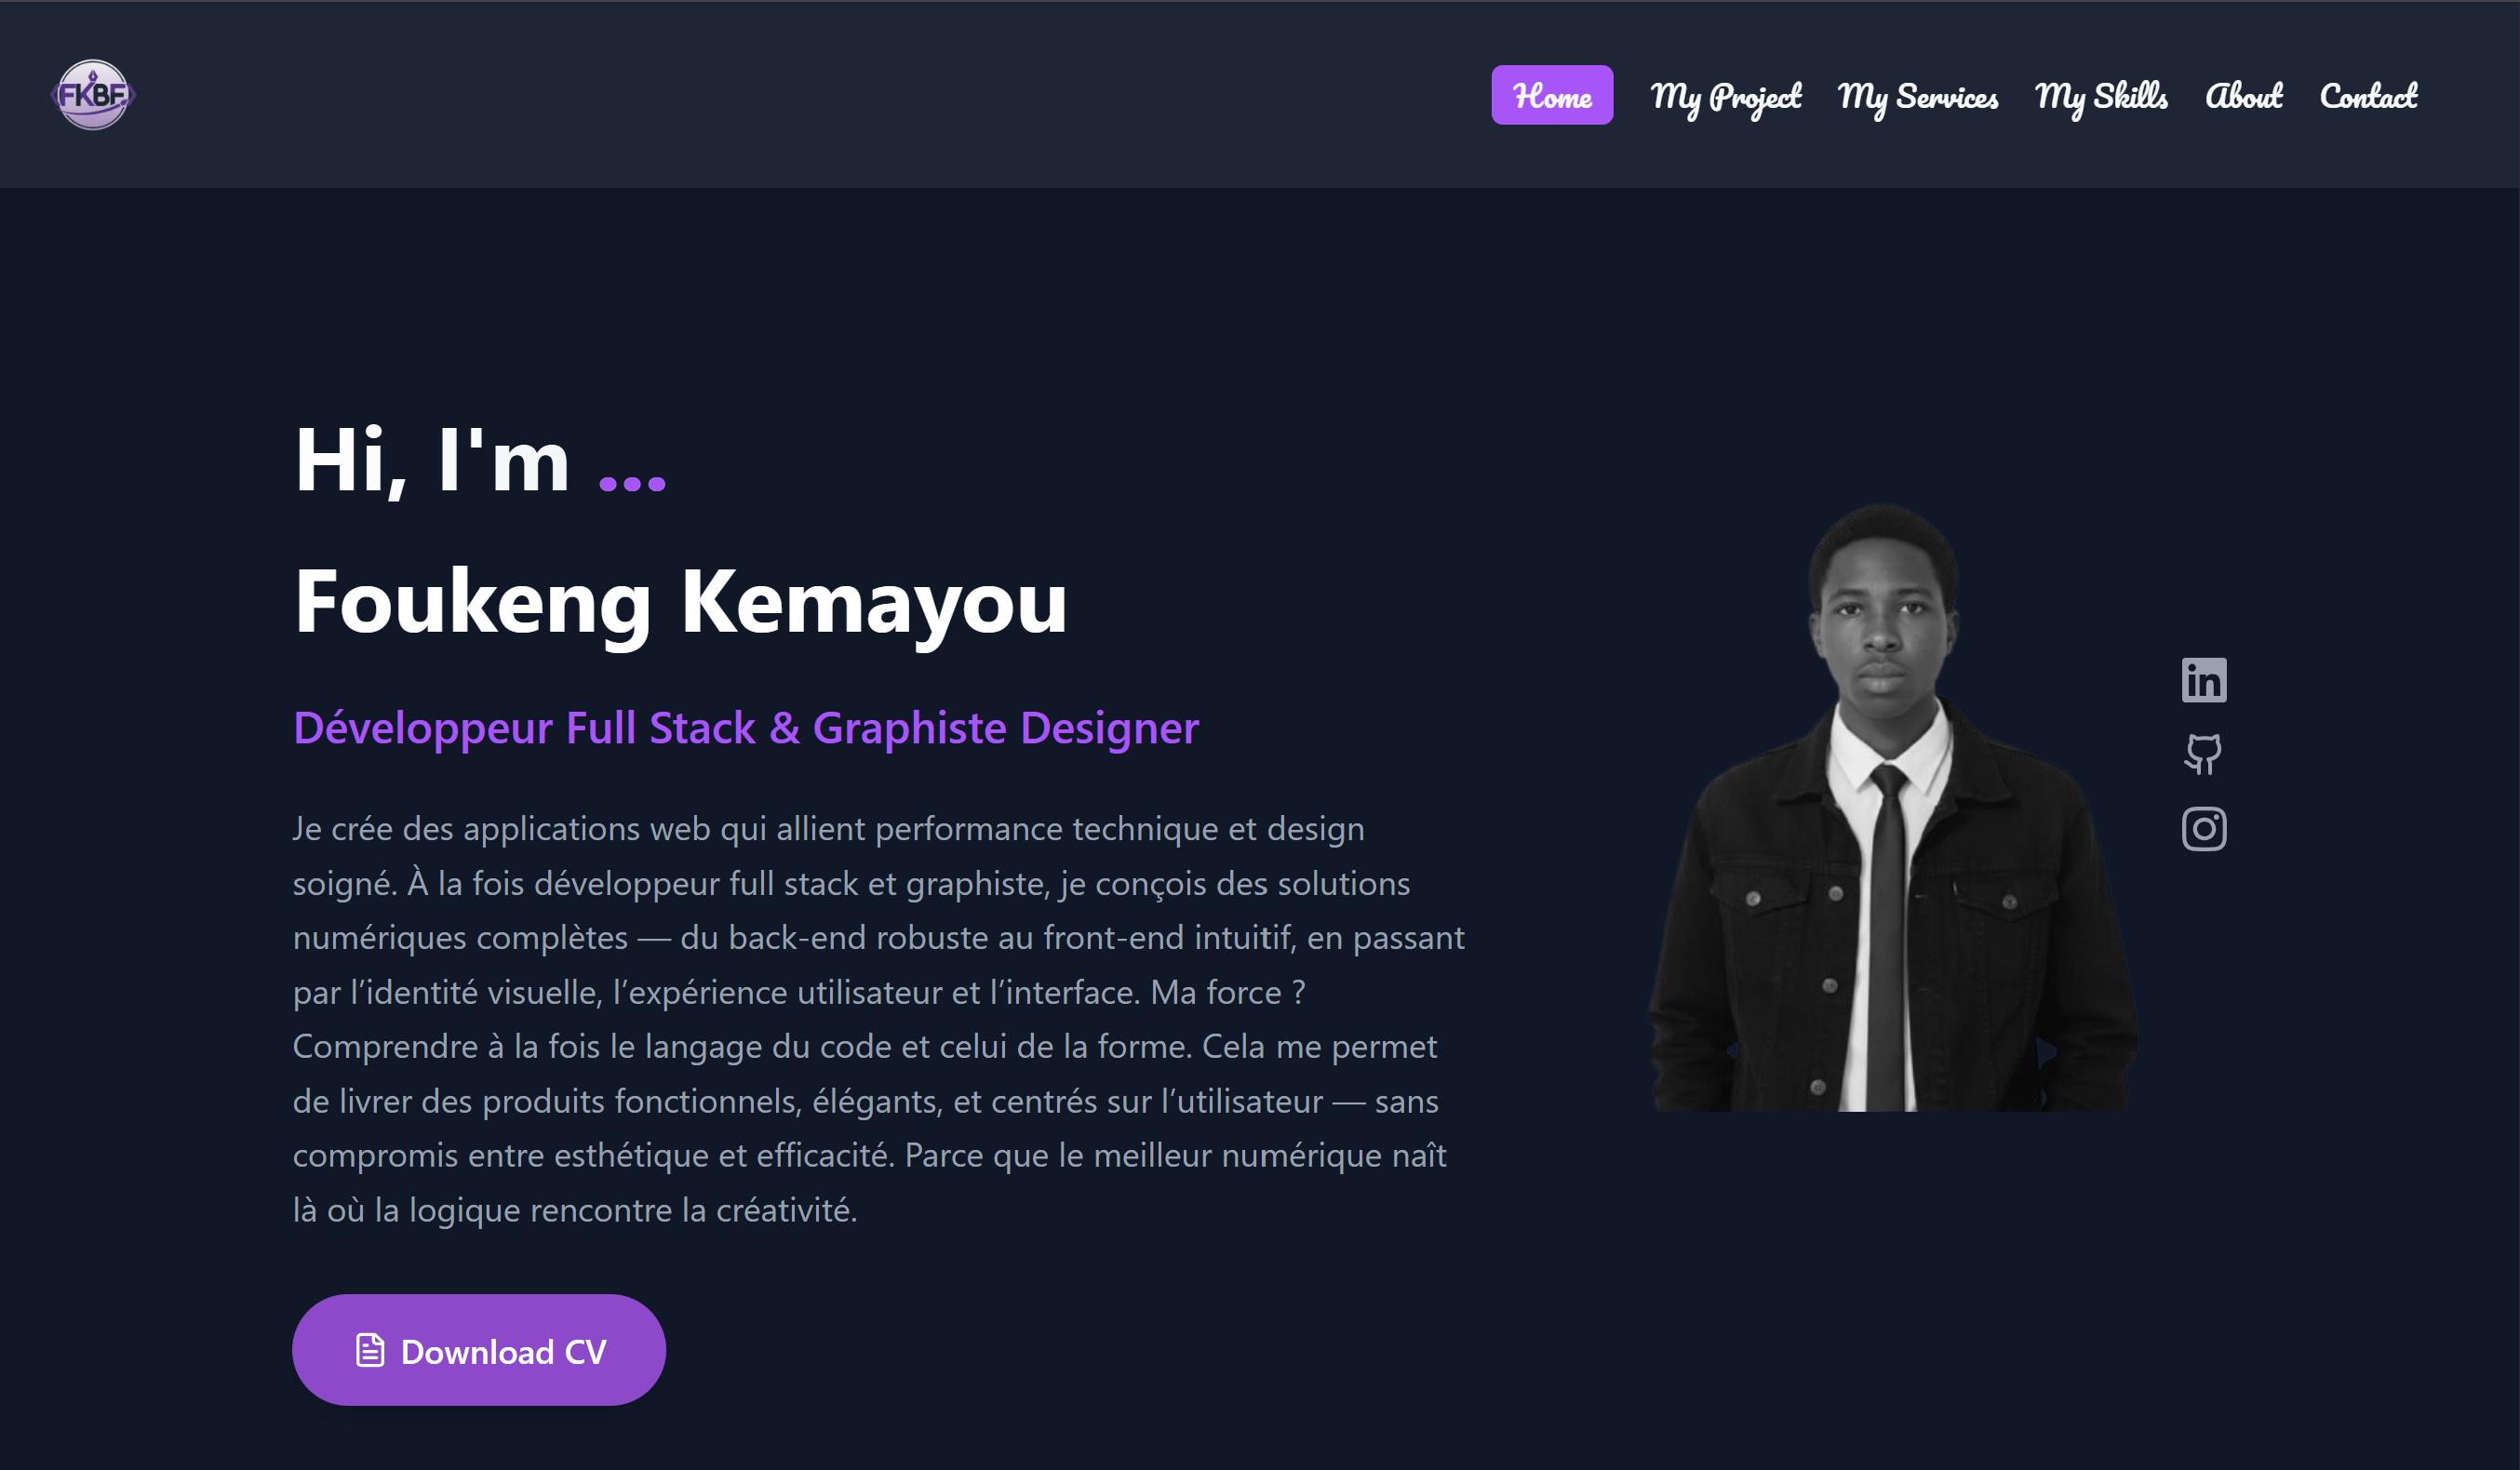 FKBF
Home
My Project
My Services
My Skills
About
Contact
Hi, I'm ...
Foukeng Kemayou
Développeur Full Stack & Graphiste Designer
Je crée des applications web qui allient performance technique et design
soigné. À la fois développeur full stack et graphiste, je conçois des solutions
numériques complètes — du back-end robuste au front-end intuitif, en passant
par l’identité visuelle, l’expérience utilisateur et l’interface. Ma force ?
Comprendre à la fois le langage du code et celui de la forme. Cela me permet
de livrer des produits fonctionnels, élégants, et centrés sur l’utilisateur — sans
compromis entre esthétique et efficacité. Parce que le meilleur numérique naît
là où la logique rencontre la créativité.
in
Download CV